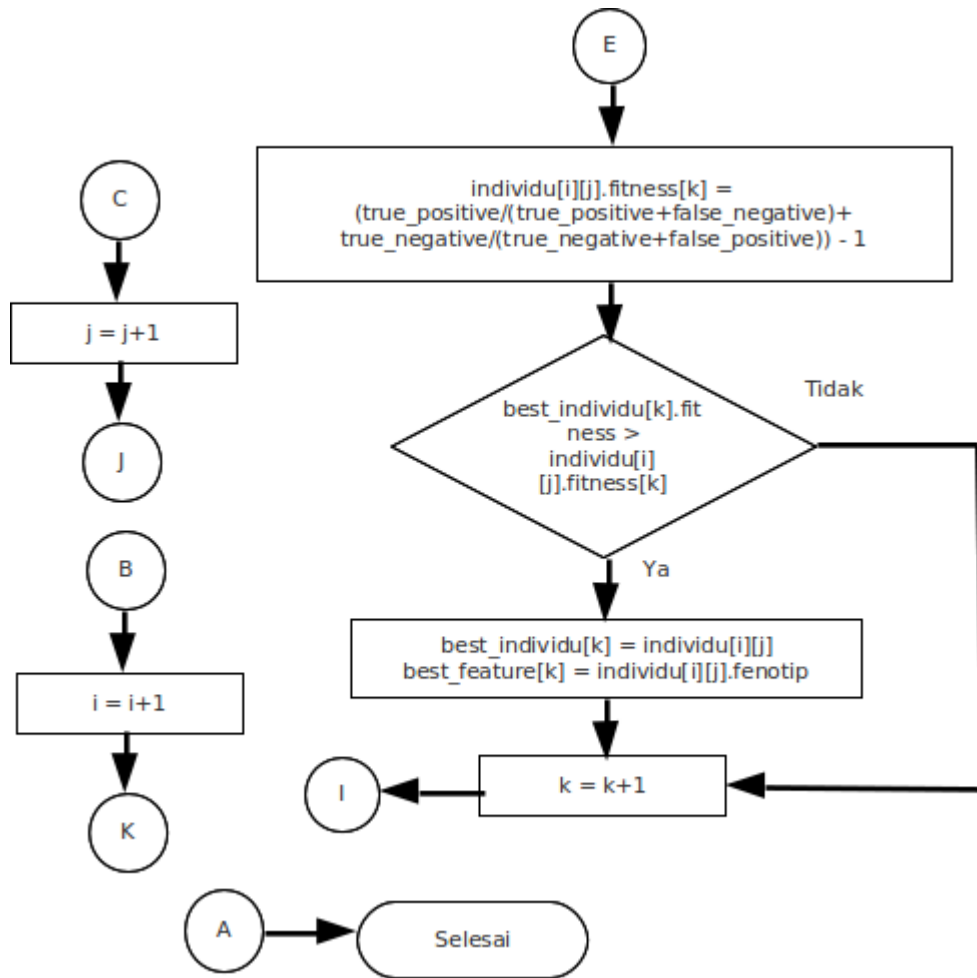 E
individu[i][j].fitness[k] =
(true_positive/(true_positive+false_negative)+
true_negative/(true_negative+false_positive)) - 1
best_individu[k].fit
ness >
individu[i]
[j].fitness[k]
Tidak
Ya
best_individu[k] = individu[i][j]
best_feature[k] = individu[i][j].fenotip
k = k+1
I
C
j = j+1
J
B
i = i+1
K
A
Selesai